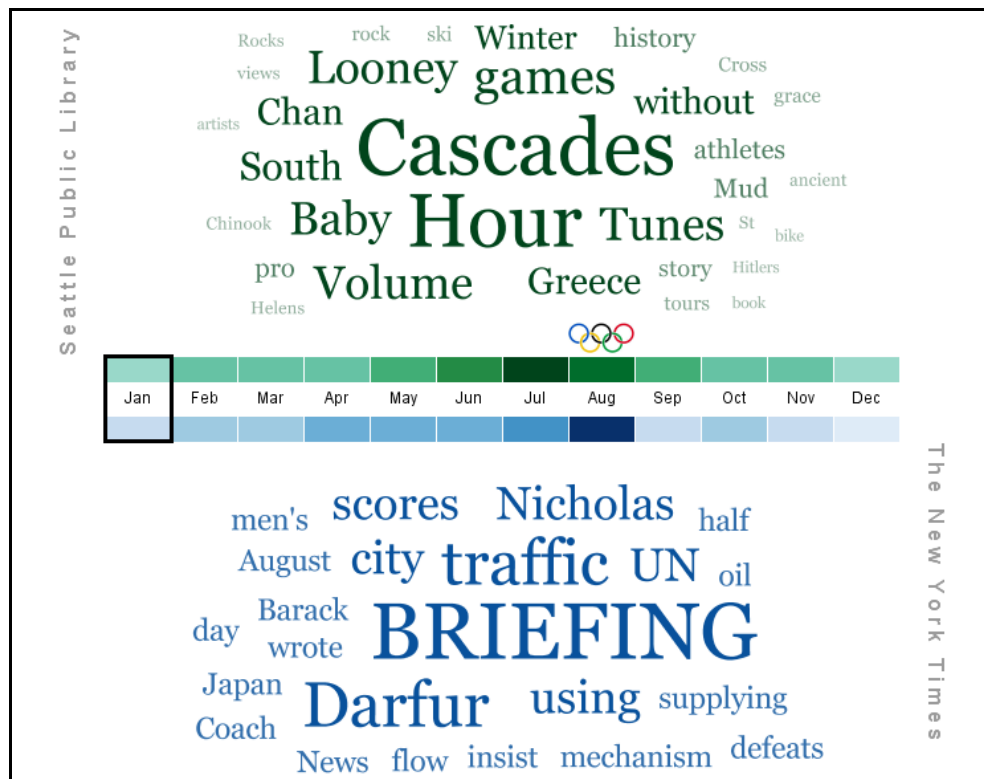 Seattle Public Library
Rocks rock ski Winter history
views Looney games Cross
artists Chan without grace
South Cascades athletes
Mud ancient
Chinook Baby Hour Tunes St bike
pro Volume Greece story Hitlers
Helens tours book
Jan Feb Mar Apr May Jun Jul Aug Sep Oct Nov Dec
The New York Times
men's scores Nicholas half
August city traffic UN oil
day Barack BRIEFING
wrote
Japan Darfur using supplying
Coach
News flow insist mechanism defeats